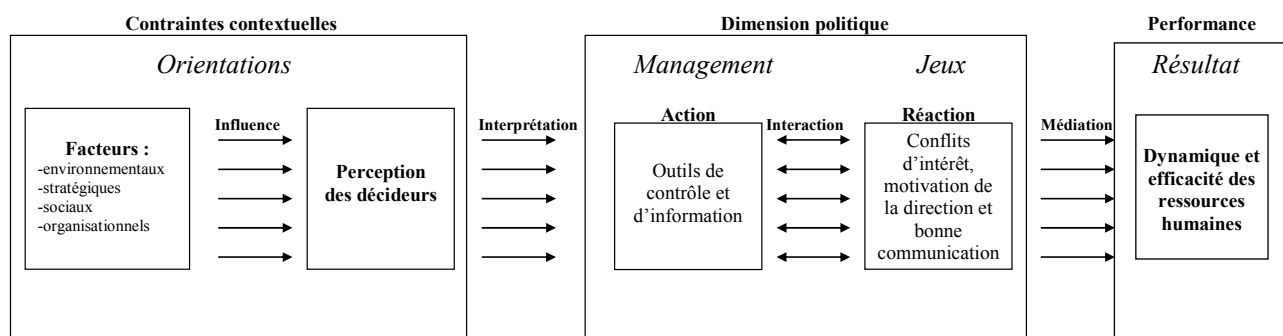 Contraintes contextuelles
Dimension politique
Performance
Orientations
Management
Jeux
Résultat
Facteurs :
-environnementaux
-stratégiques
-sociaux
-organisationnels
Influence
Perception
des décideurs
Interprétation
Action
Outils de
contrôle et
d’information
Interaction
Réaction
Conflits
d’intérêt,
motivation de
la direction et
bonne
communication
Médiation
Dynamique et
efficacité des
ressources
humaines